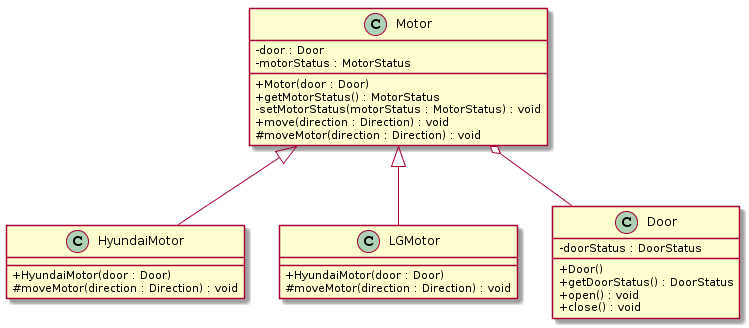 C Motor
-door : Door
-motorStatus : MotorStatus
+Motor(door : Door)
+getMotorStatus() : MotorStatus
-setMotorStatus(motorStatus : MotorStatus) : void
+move(direction : Direction) : void
#moveMotor(direction : Direction) : void
C HyundaiMotor
+HyundaiMotor(door : Door)
#moveMotor(direction : Direction) : void
C LGMotor
+HyundaiMotor(door : Door)
#moveMotor(direction : Direction) : void
C Door
-doorStatus : DoorStatus
+Door()
+getDoorStatus() : DoorStatus
+open() : void
+close() : void